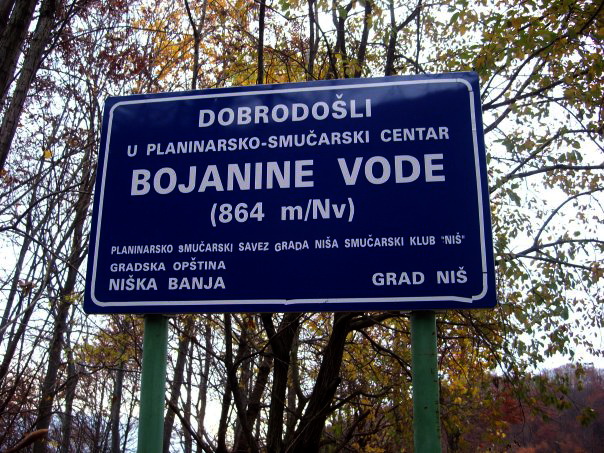 DOBRODOŠLI
U PLANINARSKO-SMUČARSKI CENTAR
BOJANINE VODE
(864 m/Nv)
PLANINARSKO SMUČARSKI SAVEZ GRADA NIŠA SMUČARSKI KLUB "NIŠ"
GRADSKA OPŠTINA
NIŠKA BANJA GRAD NIŠ